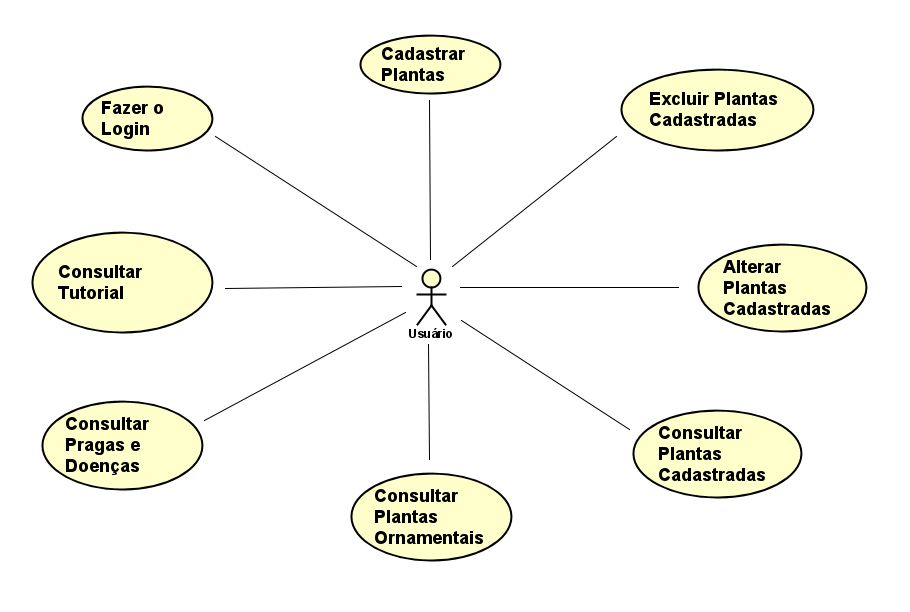 Cadastrar
Plantas
Fazer o
Login
Excluir Plantas
Cadastradas
Consultar
Tutorial
Alterar
Plantas
Cadastradas
Usuário
Consultar
Pragas e
Doenças
Consultar
Plantas
Cadastradas
Consultar
Plantas
Ornamentais